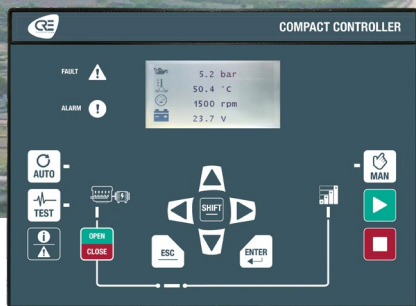 CRE
COMPACT CONTROLLER
FAULT
ALARM
5.2 bar
50.4 °C
1500 rpm
23.7 V
AUTO
MAN
TEST
SHIFT
OPEN
CLOSE
ESC
ENTER